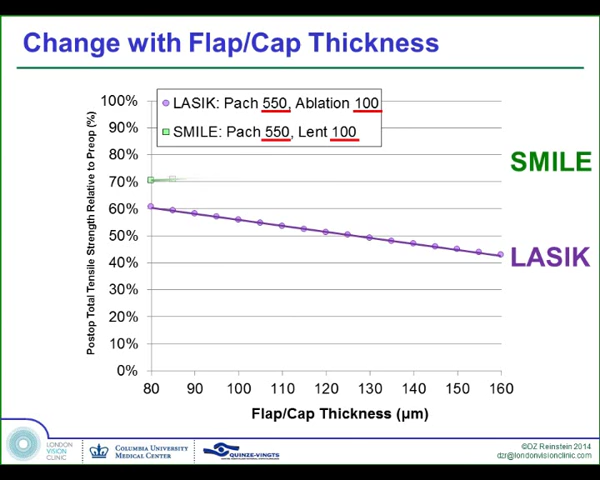 Change with Flap/Cap Thickness
LASIK: Pach 550, Ablation 100
SMILE: Pach 550, Lent 100
Postop Total Tensile Strength Relative to Preop (%)
100%
90%
80%
70%
60%
50%
40%
30%
20%
10%
0%
80 90 100 110 120 130 140 150 160
Flap/Cap Thickness (µm)
SMILE
LASIK
LONDON
VISION
CLINIC
COLUMBIA UNIVERSITY
MEDICAL CENTER
QUINZE-VINGTS
©DZ Reinstein 2014
dzr@londonvisionclinic.com